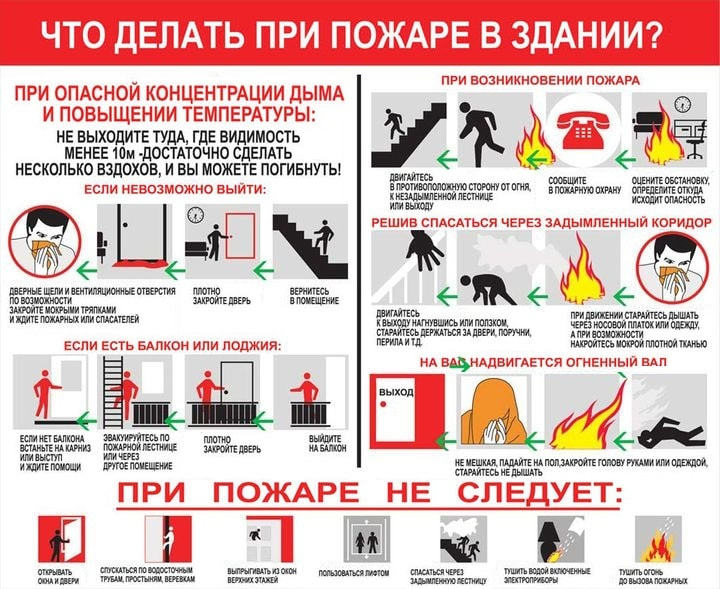 ЧТО ДЕЛАТЬ ПРИ ПОЖАРЕ В ЗДАНИИ?
ПРИ ОПАСНОЙ КОНЦЕНТРАЦИИ ДЫМА
И ПОВЫШЕНИИ ТЕМПЕРАТУРЫ:
НЕ ВЫХОДИТЕ ТУДА, ГДЕ ВИДИМОСТЬ
МЕНЕЕ 10м -ДОСТАТОЧНО СДЕЛАТЬ
НЕСКОЛЬКО ВЗДОХОВ, И ВЫ МОЖЕТЕ ПОГИБНУТЬ!
ЕСЛИ НЕВОЗМОЖНО ВЫЙТИ:
ДВЕРНЫЕ ЩЕЛИ И ВЕНТИЛЯЦИОННЫЕ ОТВЕРСТИЯ
ПО ВОЗМОЖНОСТИ
ЗАКРОЙТЕ МОКРЫМИ ТРЯПКАМИ
И ЖДИТЕ ПОЖАРНЫХ ИЛИ СПАСАТЕЛЕЙ
ПЛОТНО
ЗАКРОЙТЕ ДВЕРЬ
ВЕРНИТЕСЬ
В ПОМЕЩЕНИЕ
ЕСЛИ ЕСТЬ БАЛКОН ИЛИ ЛОДЖИЯ:
ЕСЛИ НЕТ БАЛКОНА
ВСТАНЬТЕ НА КАРНИЗ
ИЛИ ВЫСТУП
И ЖДИТЕ ПОМОЩИ
ЭВАКУИРУЙТЕСЬ ПО
ПОЖАРНОЙ ЛЕСТНИЦЕ
ИЛИ ЧЕРЕЗ
ДРУГОЕ ПОМЕЩЕНИЕ
ПЛОТНО
ЗАКРОЙТЕ ДВЕРЬ
ВЫЙДИТЕ
НА БАЛКОН
ПРИ ВОЗНИКНОВЕНИИ ПОЖАРА
ДВИГАЙТЕСЬ
В ПРОТИВОПОЛОЖНУЮ СТОРОНУ ОТ ОГНЯ,
К НЕЗАДЫМЛЕННОЙ ЛЕСТНИЦЕ
ИЛИ ВЫХОДУ
СООБЩИТЕ
В ПОЖАРНУЮ ОХРАНУ
ОЦЕНИТЕ ОБСТАНОВКУ,
ОПРЕДЕЛИТЕ ОТКУДА
ИСХОДИТ ОПАСНОСТЬ
РЕШИВ СПАСАТЬСЯ ЧЕРЕЗ ЗАДЫМЛЕННЫЙ КОРИДОР
ДВИГАЙТЕСЬ
К ВЫХОДУ НАГНУВШИСЬ ИЛИ ПОЛЗКОМ,
СТАРАЙТЕСЬ ДЕРЖАТЬСЯ ЗА ДВЕРИ, ПОРУЧНИ,
ПЕРИЛА И Т.Д.
ПРИ ДВИЖЕНИИ СТАРАЙТЕСЬ ДЫШАТЬ
ЧЕРЕЗ НОСОВОЙ ПЛАТОК ИЛИ ОДЕЖДУ,
А ПРИ ВОЗМОЖНОСТИ
НАКРОЙТЕСЬ МОКРОЙ ПЛОТНОЙ ТКАНЬЮ
НА ВАС НАДВИГАЕТСЯ ОГНЕННЫЙ ВАЛ
ВЫХОД
НЕ МЕШКАЯ, ПАДАЙТЕ НА ПОЛ,ЗАКРОЙТЕ ГОЛОВУ РУКАМИ ИЛИ ОДЕЖДОЙ,
СТАРАЙТЕСЬ НЕ ДЫШАТЬ
ПРИ ПОЖАРЕ НЕ СЛЕДУЕТ:
ОТКРЫВАТЬ
ОКНА И ДВЕРИ
СПУСКАТЬСЯ ПО ВОДОСТОЧНЫМ
ТРУБАМ, ПРОСТЫНЯМ, ВЕРЕВКАМ
ВЫПРЫГИВАТЬ ИЗ ОКОН
ВЕРХНИХ ЭТАЖЕЙ
ПОЛЬЗОВАТЬСЯ ЛИФТОМ
СПАСАТЬСЯ ЧЕРЕЗ
ЗАДЫМЛЕННУЮ ЛЕСТНИЦУ
ТУШИТЬ ВОДОЙ ВКЛЮЧЕННЫЕ
ЭЛЕКТРОПРИБОРЫ
ТУШИТЬ ОГОНЬ
ДО ВЫЗОВА ПОЖАРНЫХ